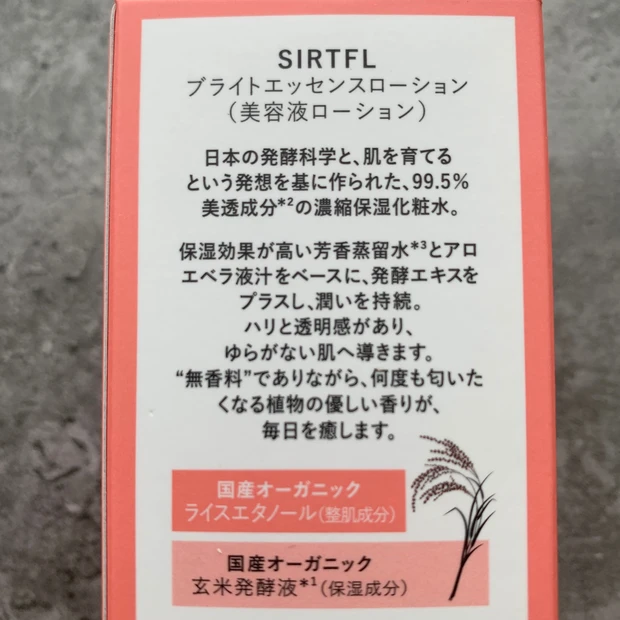 SIRTFL
ブライトエッセンスローション
（美容液ローション）
日本の発酵科学と、肌を育てる
という発想を基に作られた、99.5%
美透成分*2の濃縮保湿化粧水。
保湿効果が高い芳香蒸留水*3とアロ
エベラ液汁をベースに、発酵エキスを
プラスし、潤いを持続。
ハリと透明感があり、
ゆらがない肌へ導きます。
“無香料”でありながら、何度も匂いた
くなる植物の優しい香りが、
毎日を癒します。
国産オーガニック
ライスエタノール（整肌成分）
国産オーガニック
玄米発酵液*1（保湿成分）